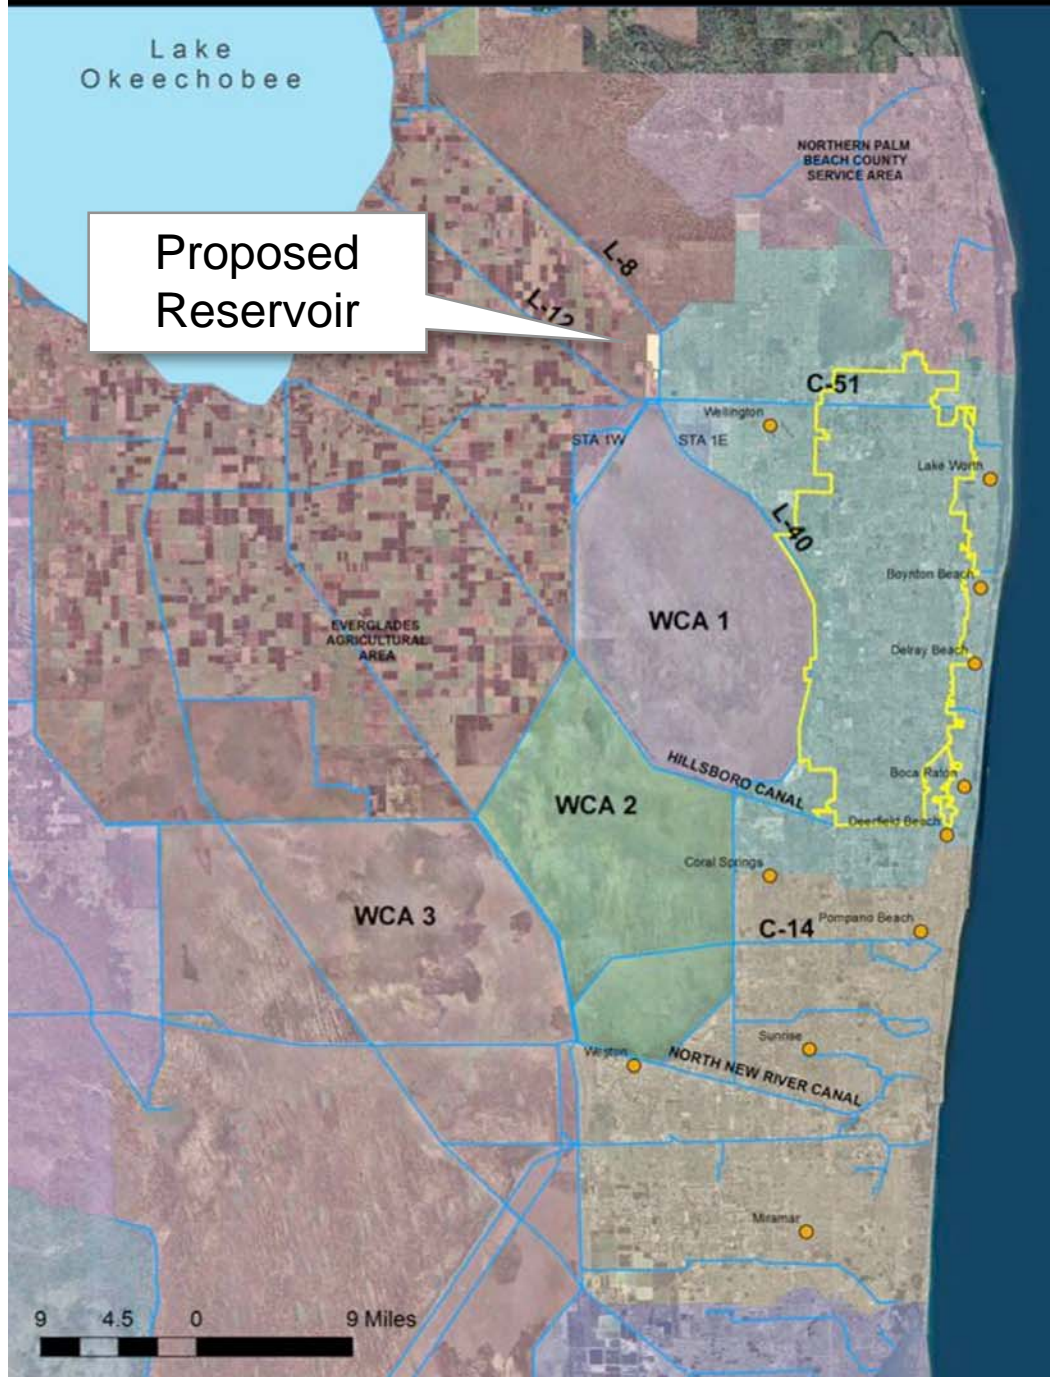 Lake
Okeechobee
NORTHERN PALM
BEACH COUNTY
SERVICE AREA
Proposed
Reservoir
L-8
L-12
C-51
Wellington
STA 1W
STA 1E
Lake Worth
L-40
Boynton Beach
WCA 1
EVERGLADES
AGRICULTURAL
AREA
Delray Beach
HILLSBORO CANAL
Boca Raton
WCA 2
Deerfield Beach
Coral Springs
WCA 3
Pompano Beach
C-14
Sunrise
Weston
NORTH NEW RIVER CANAL
Miramar
9 4.5 0 9 Miles